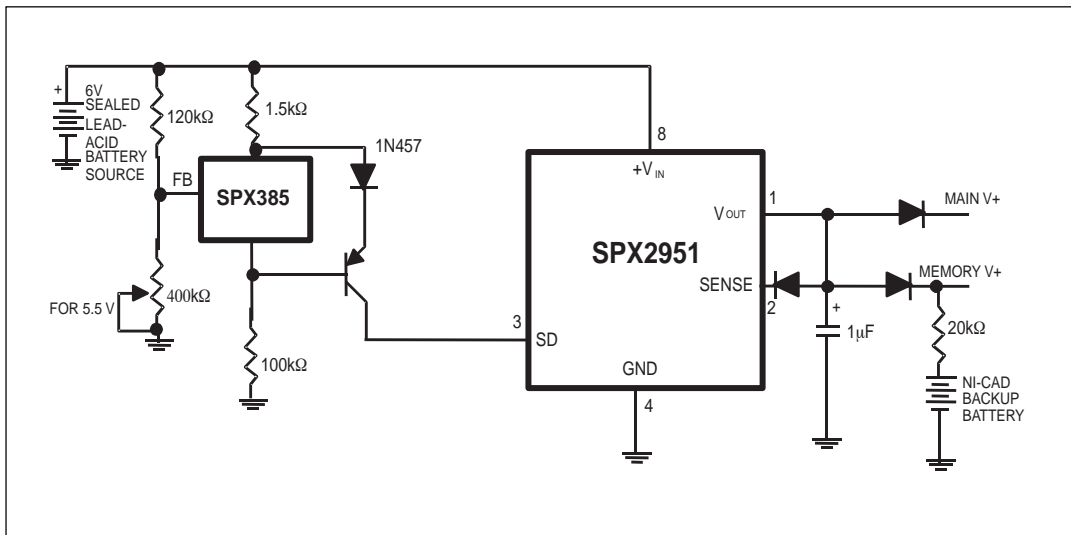 +
6V
SEALED
LEAD-
ACID
BATTERY
SOURCE
120kΩ
1.5kΩ
1N457
FB
SPX385
FOR 5.5 V
400kΩ
100kΩ
8
+VIN
1
VOUT
SPX2951
SENSE
2
3
SD
GND
4
MAIN V+
MEMORY V+
+
1µF
20kΩ
NI-CAD
BACKUP
BATTERY